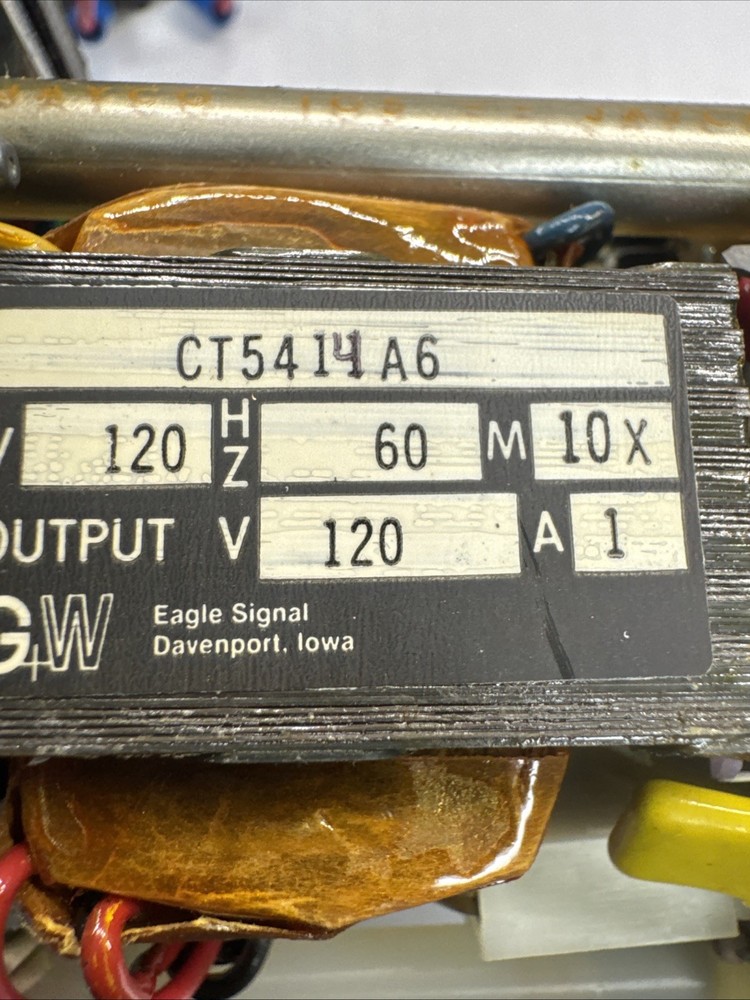 CT5414A6
V 120 HZ 60 M 10X
OUTPUT V 120 A 1
G+W Eagle Signal
Davenport, Iowa